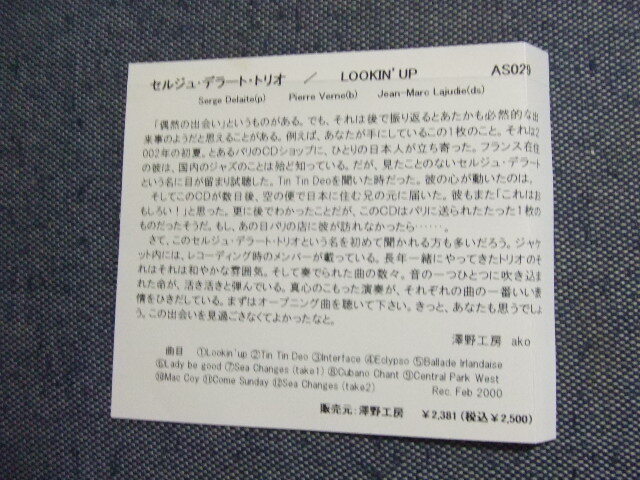 セルジュ・デラート・トリオ ／ LOOKIN' UP AS029
Serge Delaite(p) Pierre Verne(b) Jean-Marc Lajudie(ds)
「偶然の出会い」というものがある。でも、それは後で振り返るとあたかも必然的な出
来事のようだと思えることがある。例えば、あなたが手にしているこの1枚のこと。それは2
002年の初夏。とあるパリのCDショップに、ひとりの日本人が立ち寄った。フランス在住
の彼は、国内のジャズのことは殆ど知っている。だが、見たことのないセルジュ・デラート
という名に目が留まり試聴した。Tin Tin Deoを聞いた時だった。彼の心が動いたのは。
そしてこのCDが数日後、空の便で日本に住む兄の元に届いた。彼もまた「これはお
もしろい！」と思った。更に後でわかったことだが、このCDはパリに送られたたった1枚の
ものだったそうだ。もし、あの日パリの店に彼が訪れなかったら‥‥‥。
さて、このセルジュ・デラート・トリオという名を初めて聞かれる方も多いだろう。ジャケ
ット内には、レコーディング時のメンバーが載っている。長年一緒にやってきたトリオのそ
れはそれは和やかな雰囲気。そして奏でられた曲の数々。音の一つひとつに吹き込ま
れた命が、活き活きと弾んでいる。真心のこもった演奏が、それぞれの曲の一番いい表
情をひきだしている。まずはオープニング曲を聴いて下さい。きっと、あなたも思うでしょ
う。この出会いを見過ごさなくてよかったなと。
澤野工房 ako
曲目 ①Lookin'up ②Tin Tin Deo ③Interface ④Eolypso ⑤Ballade Irlandaise
⑥Lady be good ⑦Sea Changes (take1) ⑧Cubano Chant ⑨Central Park West
⑩Mac Coy ⑪Come Sunday ⑫Sea Changes (take2) Rec. Feb 2000
販売元：澤野工房 ￥2,381（税込￥2,500）